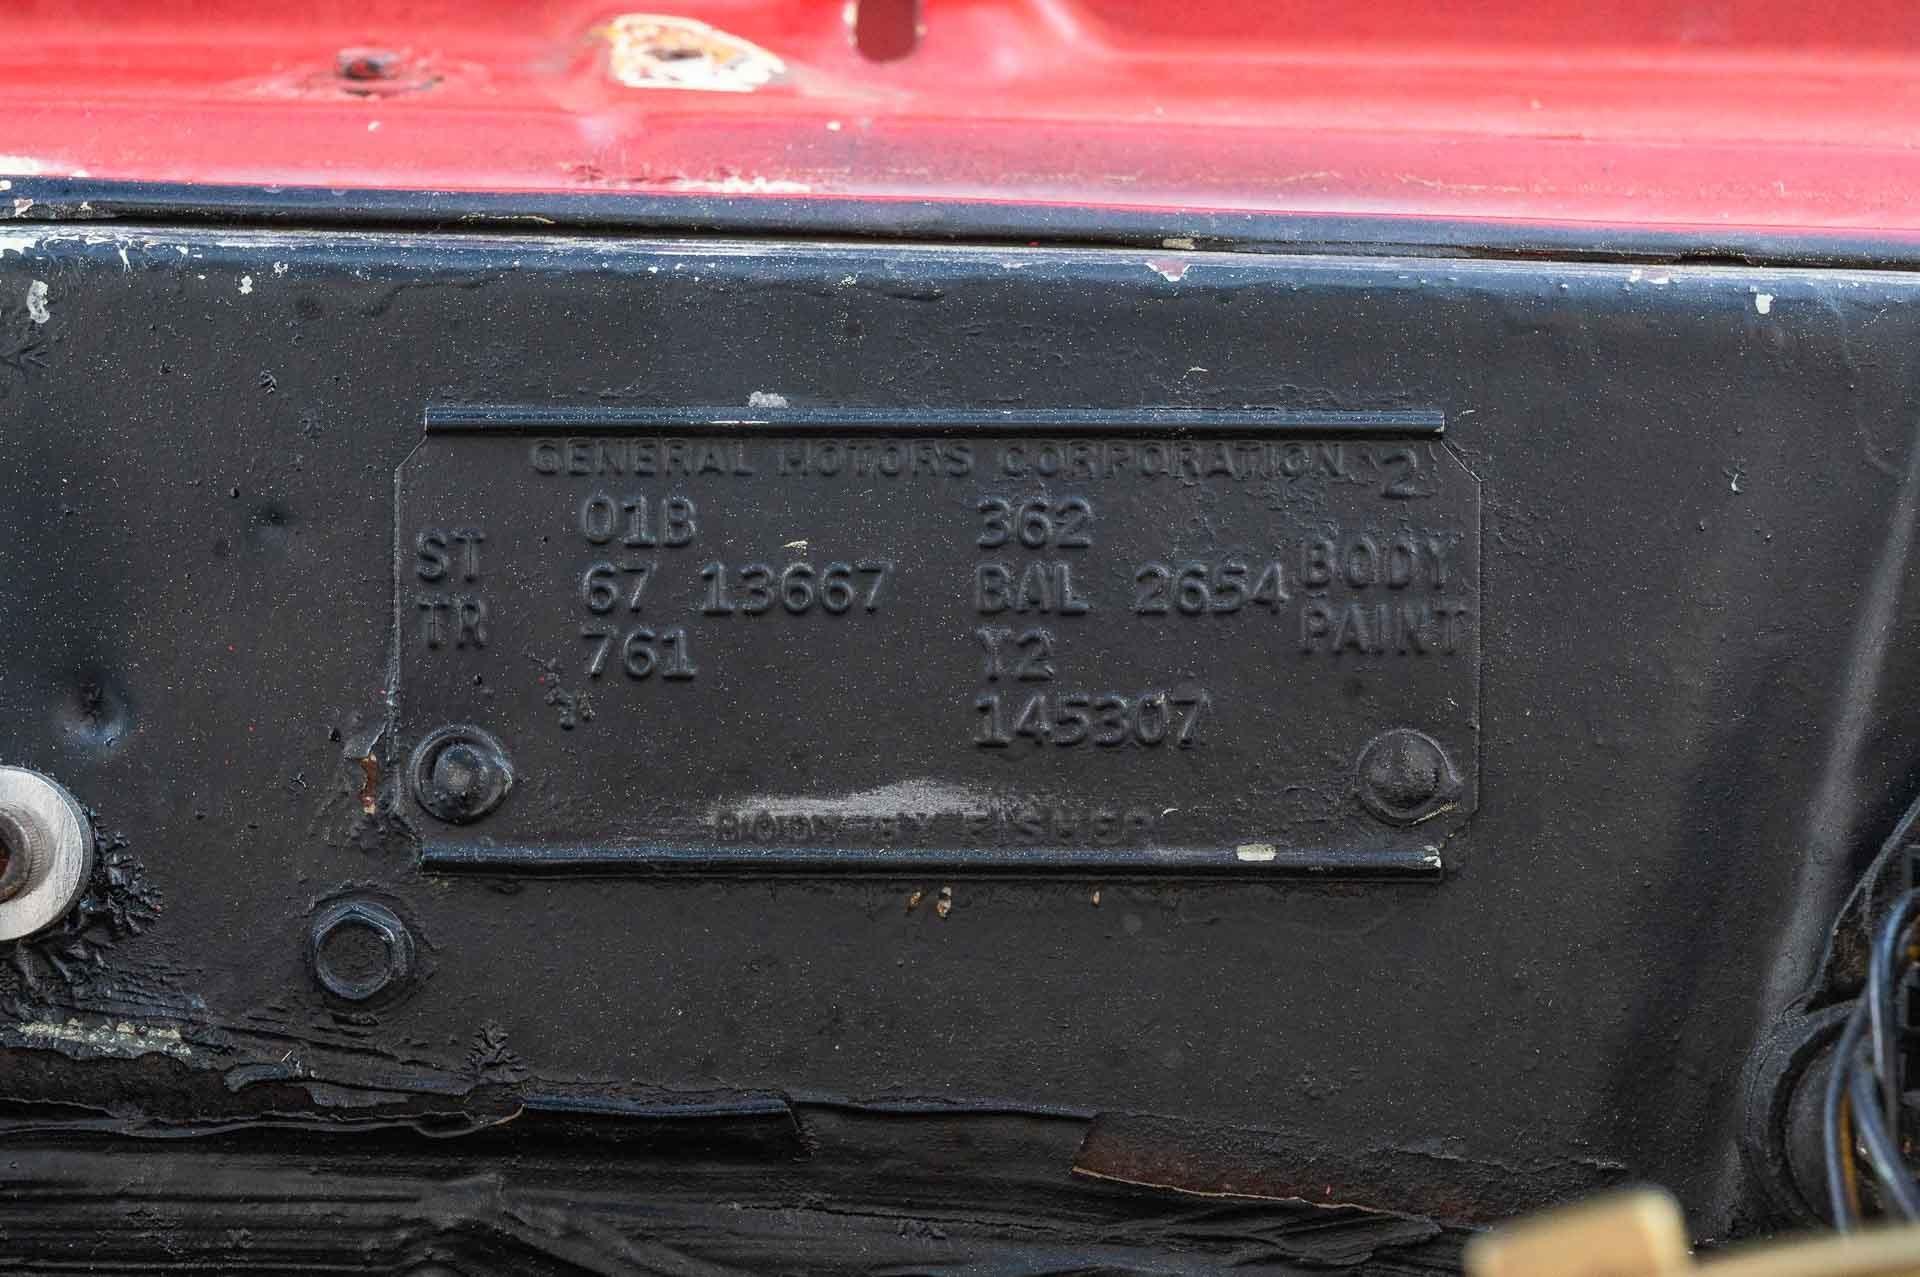 GENERAL MOTORS CORPORATION 2
01B 362
ST 67 13667 BAL 2654 BODY
TR 761 Y2 PAINT
145307
BODY BY FISHER